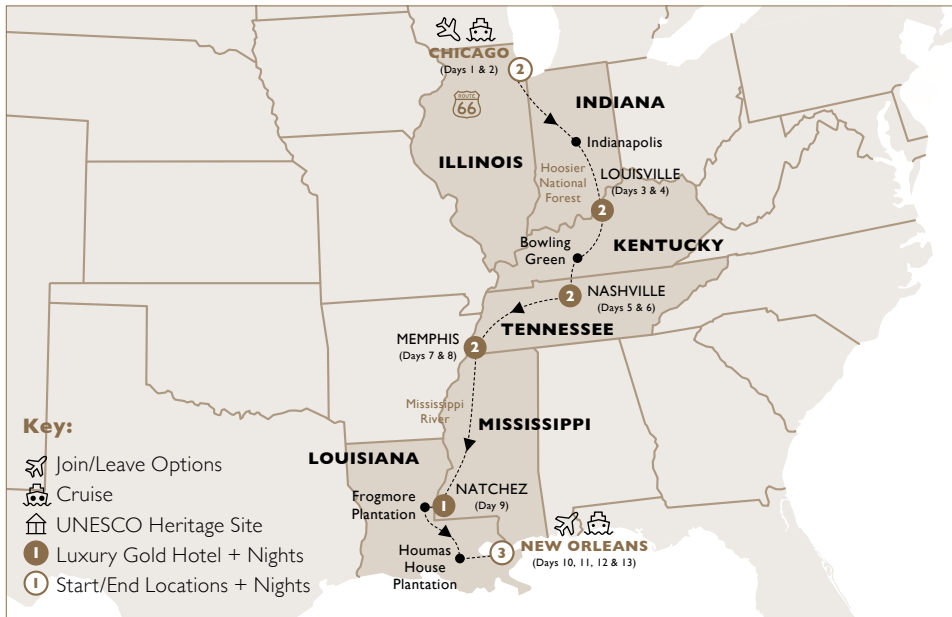 CHICAGO
(Days 1 & 2)
2
ROUTE
66
INDIANA
Indianapolis
ILLINOIS
Hoosier
National
Forest
LOUISVILLE
(Days 3 & 4)
2
Bowling
Green
KENTUCKY
2
NASHVILLE
(Days 5 & 6)
TENNESSEE
MEMPHIS
(Days 7 & 8)
2
Mississippi
River
MISSISSIPPI
LOUISIANA
NATCHEZ
(Day 9)
1
Frogmore
Plantation
Houmas
House
Plantation
3
NEW ORLEANS
(Days 10, 11, 12 & 13)
Key:
Join/Leave Options
Cruise
UNESCO Heritage Site
1 Luxury Gold Hotel + Nights
1 Start/End Locations + Nights